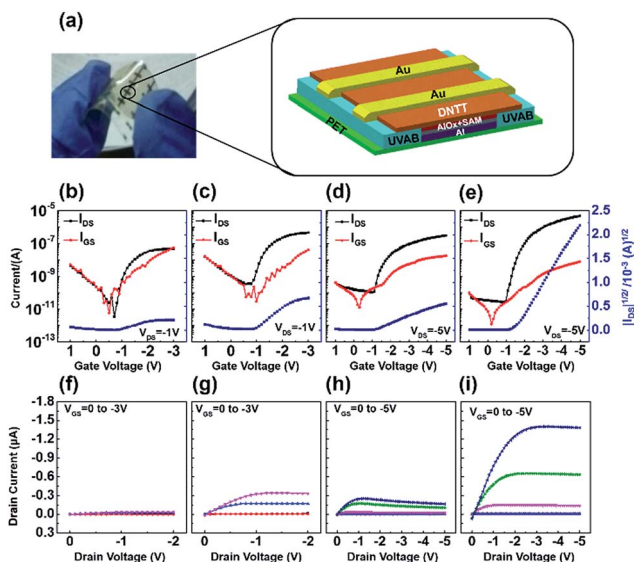 (a)
Au
Au
DNTT
AlOx+SAM
Al
PET
UVAB
UVAB
(b) (c) (d) (e)
Current/(A)
10-5
10-7
10-9
10-11
10-13
IDS
IGS
VDS=-1V
IDS
IGS
VDS=-1V
IDS
IGS
VDS=-5V
IDS
IGS
VDS=-5V
2.5
2.0
1.5
1.0
0.5
0.0
|IDS|1/2 /10-3 (A)1/2
1 0 -1 -2 -3
1 0 -1 -2 -3
1 0 -1 -2 -3 -4 -5
1 0 -1 -2 -3 -4 -5
Gate Voltage (V) Gate Voltage (V) Gate Voltage (V) Gate Voltage (V)
(f) (g) (h) (i)
Drain Current (µA)
-1.8
-1.5
-1.2
-0.9
-0.6
-0.3
0.0
0.3
VGS=0 to -3V
VGS=0 to -3V
VGS=0 to -5V
VGS=0 to -5V
0 -1 -2
0 -1 -2
0 -1 -2 -3 -4 -5
0 -1 -2 -3 -4 -5
Drain Voltage (V) Drain Voltage (V) Drain Voltage (V) Drain Voltage (V)